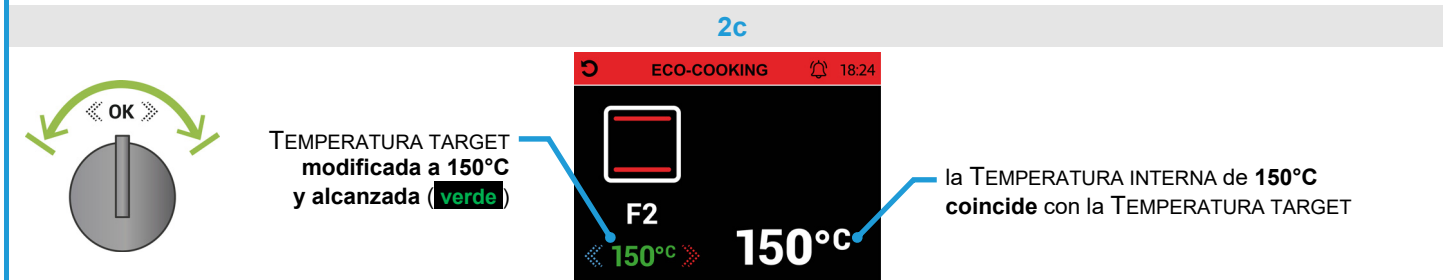 2c
« OK »
TEMPERATURA TARGET
modificada a 150°C
y alcanzada ( verde )
ECO-COOKING 18:24
F2
« 150°C »
150°C
la TEMPERATURA INTERNA de 150°C
coincide con la TEMPERATURA TARGET